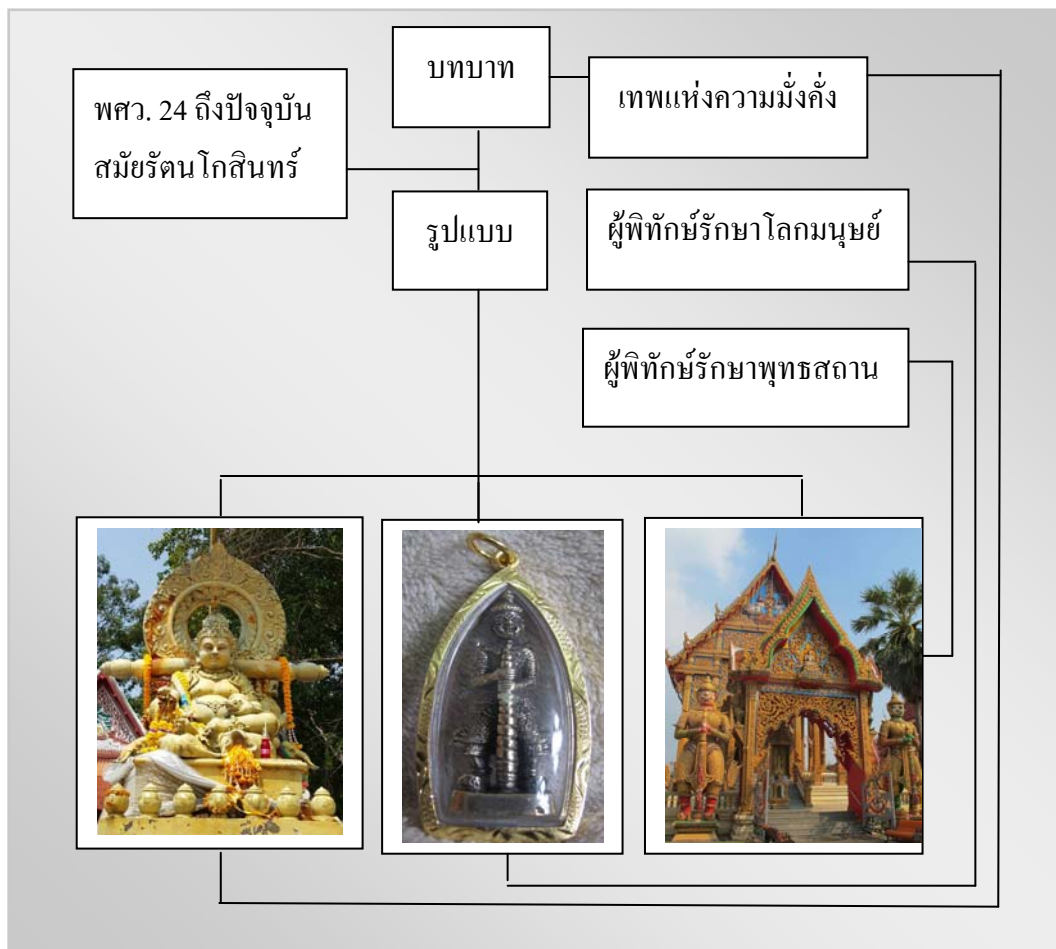 บทบาท
เทพแห่งความมั่งคั่ง
พศว. 24 ถึงปัจจุบัน
สมัยรัตนโกสินทร์
รูปแบบ
ผู้พิทักษ์รักษาโลกมนุษย์
ผู้พิทักษ์รักษาพุทธสถาน